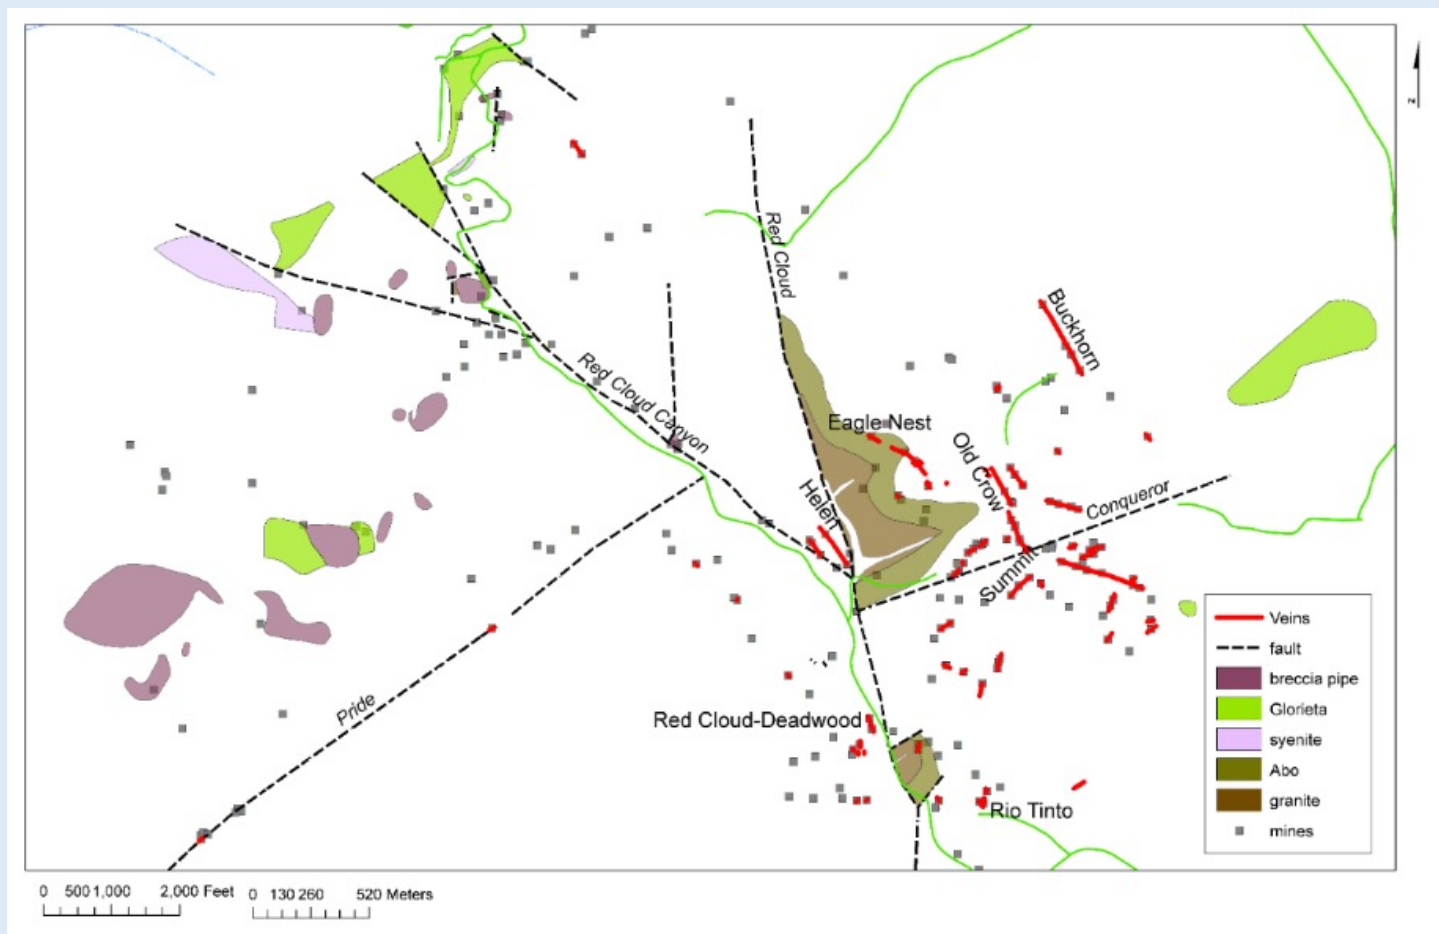 N
Red Cloud
Buckhorn
Red Cloud Canyon
Eagle Nest
Old Crow
Helen
Conqueror
Summit
Pride
Red Cloud-Deadwood
Rio Tinto
Veins
fault
breccia pipe
Glorieta
syenite
Abo
granite
mines
0 500 1,000 2,000 Feet
0 130 260 520 Meters